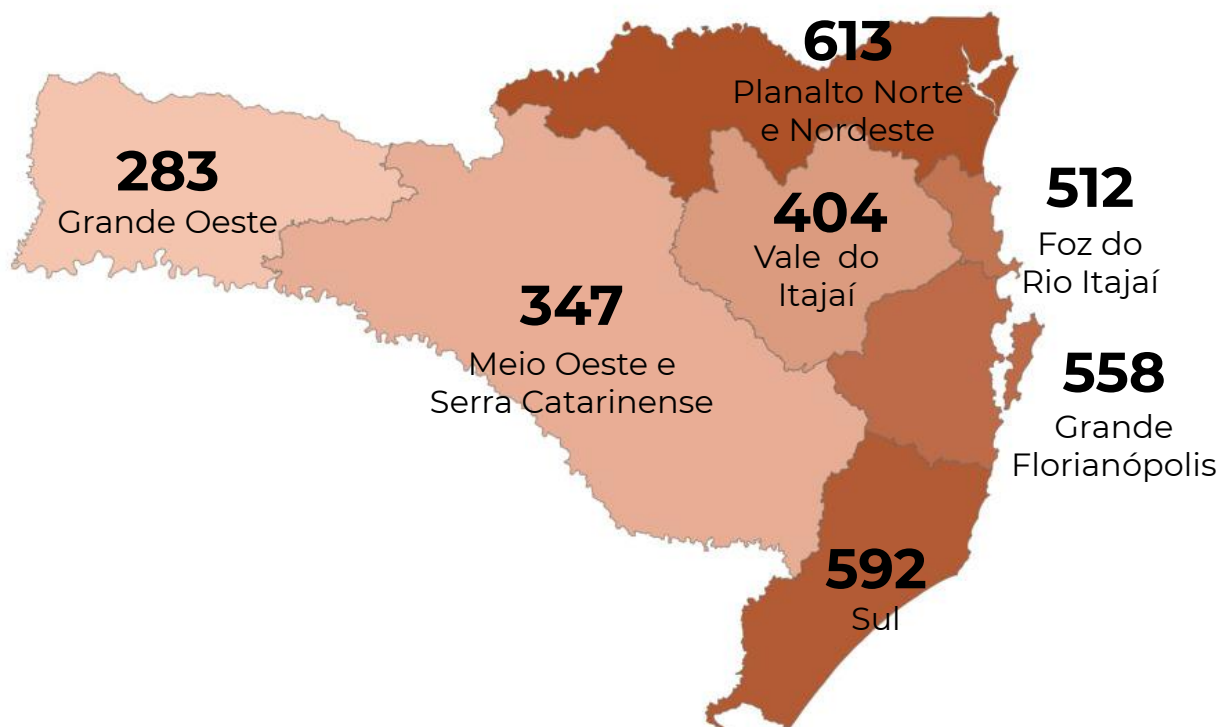 613
Planalto Norte
e Nordeste
283
Grande Oeste
404
Vale do
Itajaí
512
Foz do
Rio Itajaí
347
Meio Oeste e
Serra Catarinense
558
Grande
Florianópolis
592
Sul